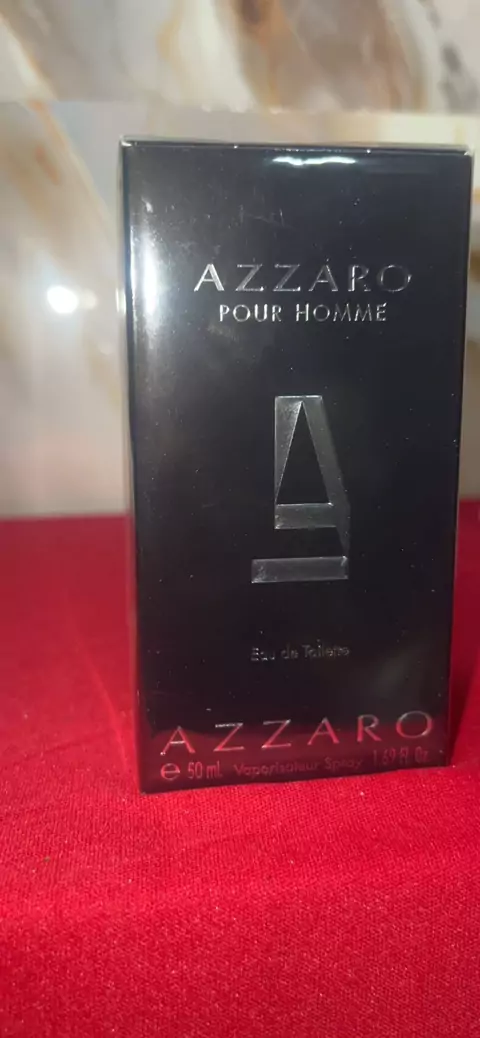 AZZARO
POUR HOMME
Eau de Toilette
AZZARO
e 50 ml Vaporisateur Spray 1.69 Fl Oz